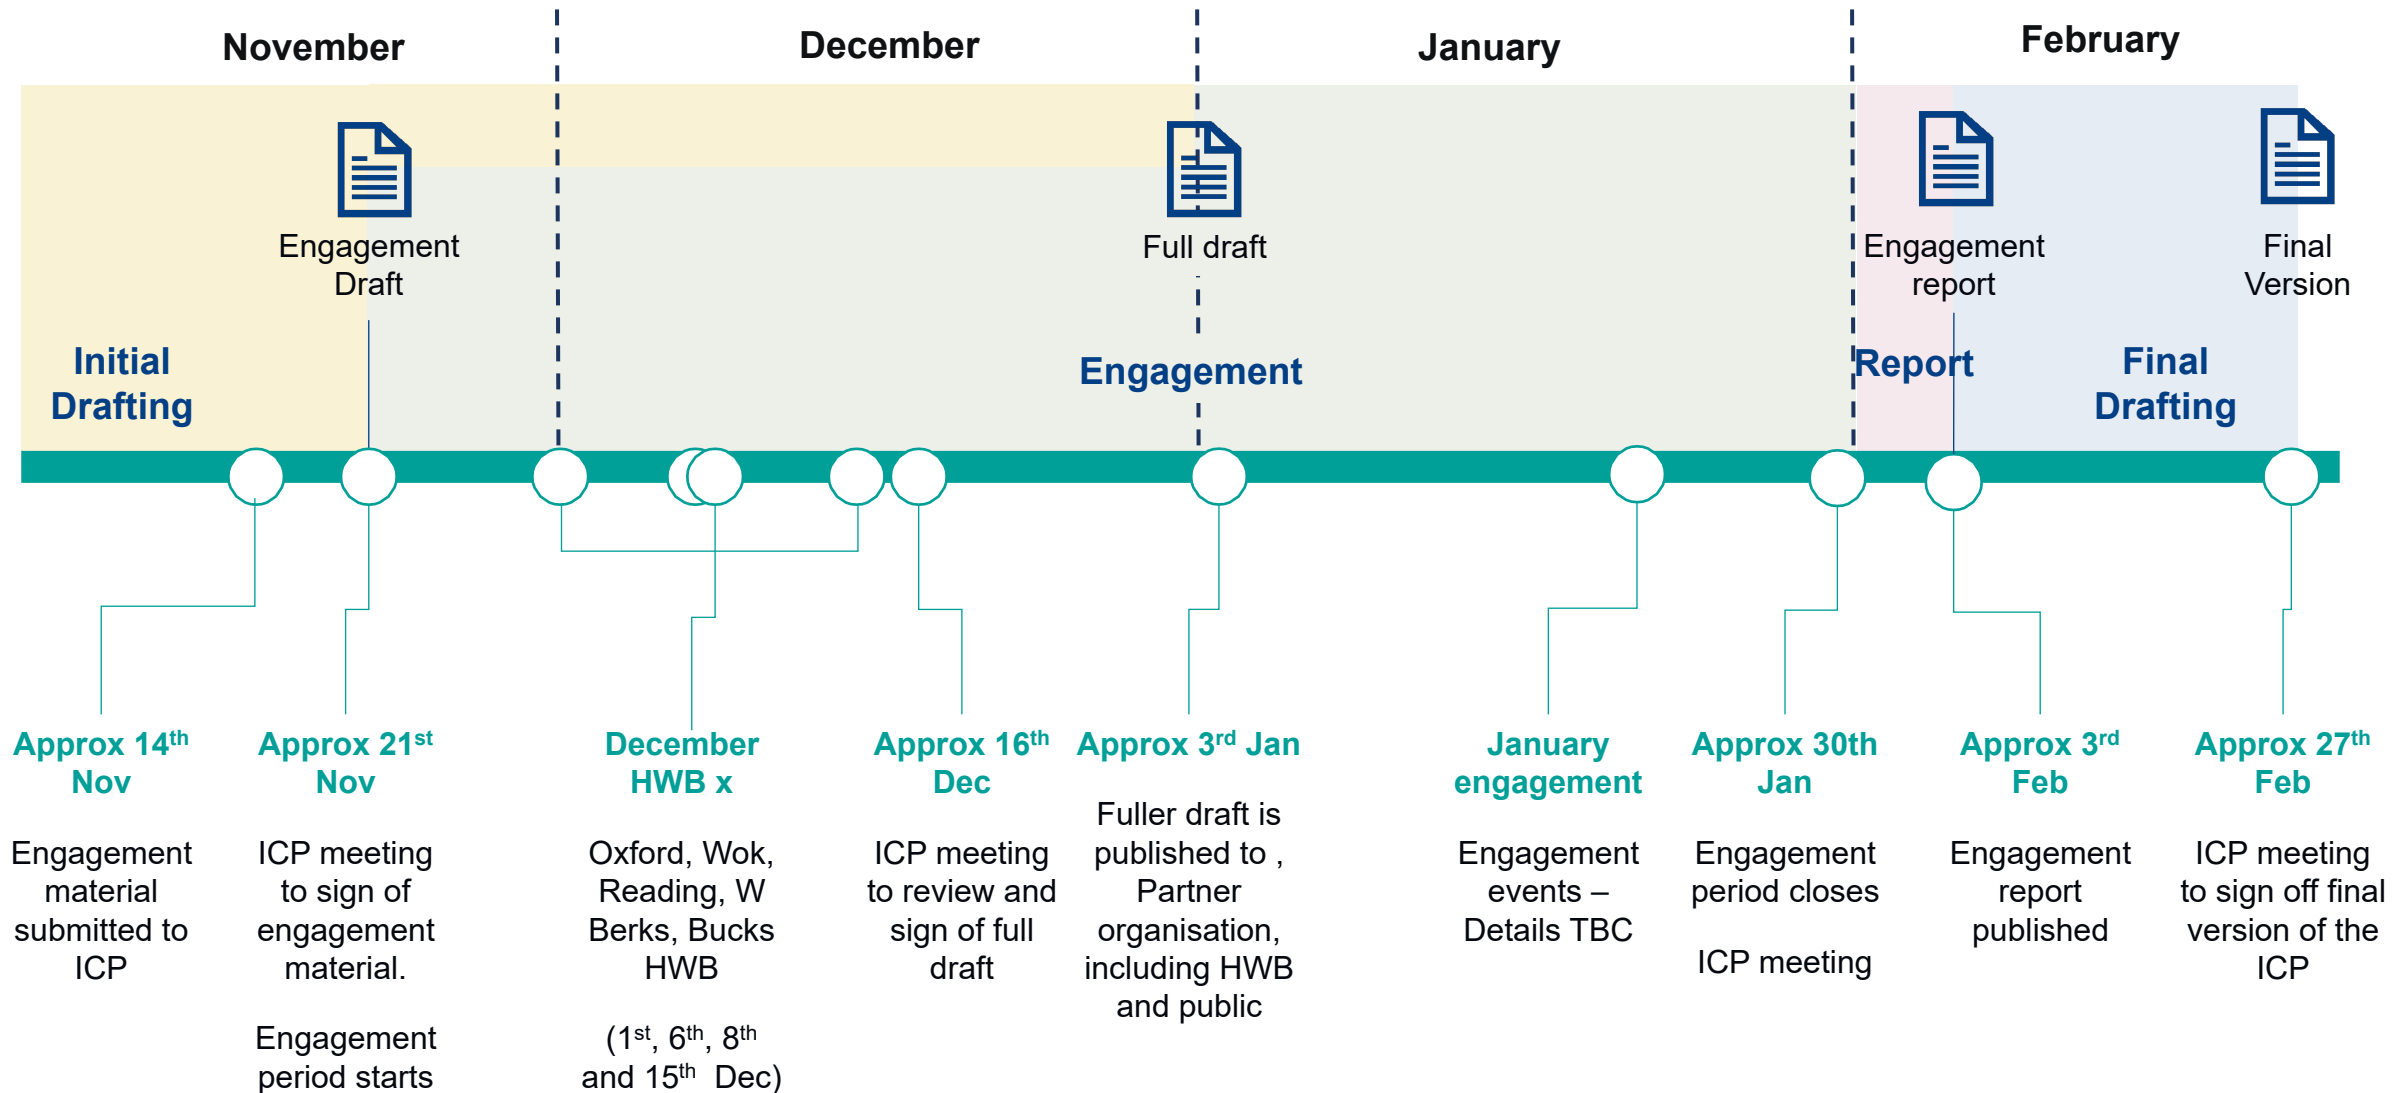 November
December
January
February
Engagement
Draft
Full draft
Engagement
report
Final
Version
Initial
Drafting
Engagement
Report
Final
Drafting
Approx 14th
Nov
Engagement
material
submitted to
ICP
Approx 21st
Nov
ICP meeting
to sign of
engagement
material.
Engagement
period starts
December
HWB x
Oxford, Wok,
Reading, W
Berks, Bucks
HWB
(1st, 6th, 8th
and 15th Dec)
Approx 16th
Dec
ICP meeting
to review and
sign of full
draft
Approx 3rd Jan
Fuller draft is
published to ,
Partner
organisation,
including HWB
and public
January
engagement
Engagement
events –
Details TBC
Approx 30th
Jan
Engagement
period closes
ICP meeting
Approx 3rd
Feb
Engagement
report
published
Approx 27th
Feb
ICP meeting
to sign off final
version of the
ICP